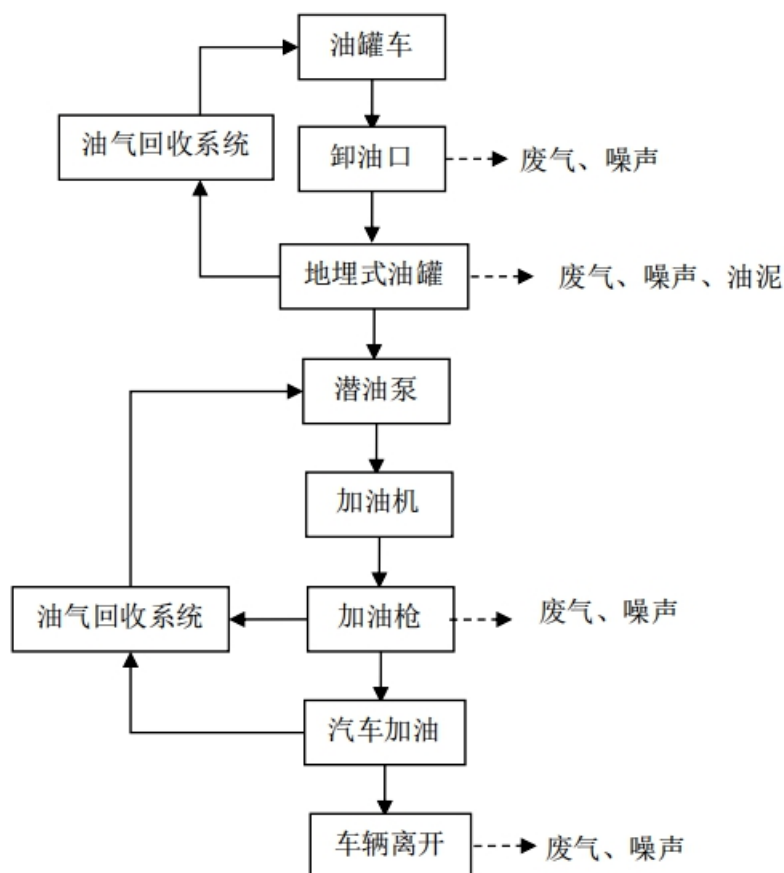 油罐车
油气回收系统
卸油口
废气、噪声
地埋式油罐
废气、噪声、油泥
潜油泵
加油机
油气回收系统
加油枪
废气、噪声
汽车加油
车辆离开
废气、噪声